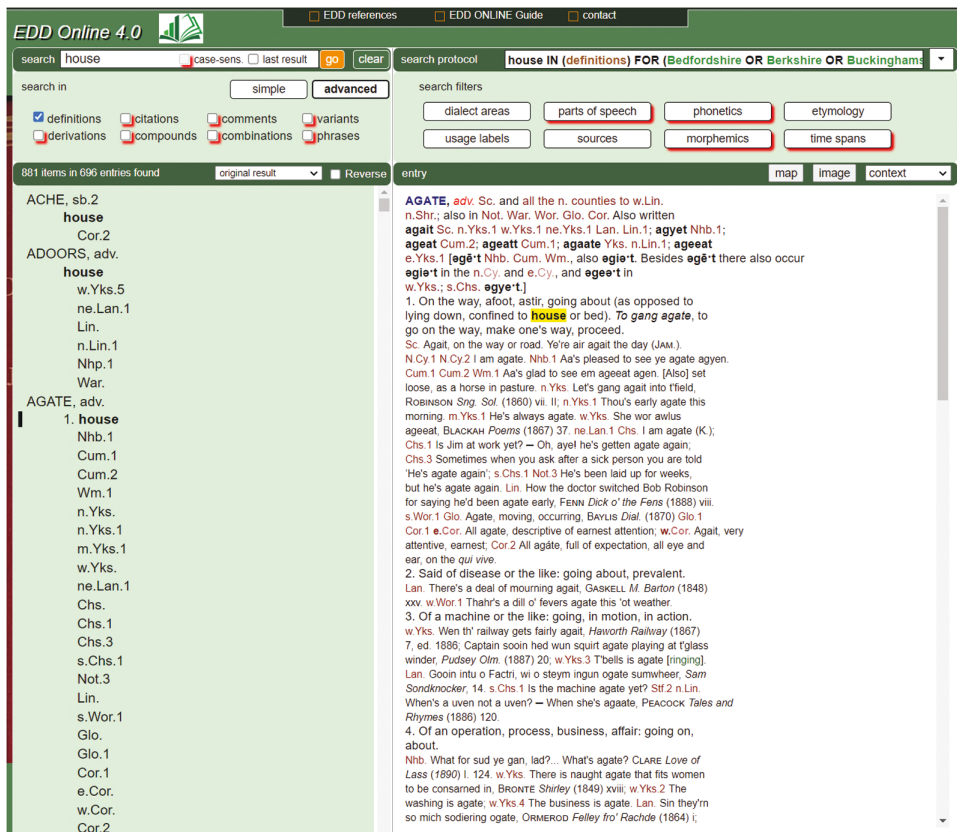 EDD references EDD ONLINE Guide contact
EDD Online 4.0
search house case-sens. last result go clear
search in simple advanced
definitions citations comments variants
derivations compounds combinations phrases
881 items in 696 entries found original result Reverse
ACHE, sb.2
house
Cor.2
ADOORS, adv.
house
w.Yks.5
ne.Lan.1
Lin.
n.Lin.1
Nhp.1
War.
AGATE, adv.
1. house
Nhb.1
Cum.1
Cum.2
Wm.1
n.Yks.
n.Yks.1
m.Yks.1
w.Yks.
ne.Lan.1
Chs.
Chs.1
Chs.3
s.Chs.1
Not.3
Lin.
s.Wor.1
Glo.
Glo.1
Cor.1
e.Cor.
w.Cor.
Cor.2
search protocol house IN (definitions) FOR (Bedfordshire OR Berkshire OR Buckinghams
search filters
dialect areas parts of speech phonetics etymology
usage labels sources morphemics time spans
entry map image context
AGATE, adv. Sc. and all the n. counties to w.Lin.
n.Shr.; also in Not. War. Wor. Glo. Cor. Also written
agait Sc. n.Yks.1 w.Yks.1 ne.Yks.1 Lan. Lin.1; agyet Nhb.1;
ageat Cum.2; ageatt Cum.1; agaate Yks. n.Lin.1; ageeat
e.Yks.1 [əgē·t Nhb. Cum. Wm., also əgiə·t. Besides əgē·t there also occur
əgiə·t in the n.Cy. and e.Cy., and əgeə·t in
w.Yks.; s.Chs. əgye·t.]
1. On the way, afoot, astir, going about (as opposed to
lying down, confined to house or bed). To gang agate, to
go on the way, make one's way, proceed.
Sc. Agait, on the way or road. Ye're air agait the day (JAM.).
N.Cy.1 N.Cy.2 I am agate. Nhb.1 Aa's pleased to see ye agate agyen.
Cum.1 Cum.2 Wm.1 Aa's glad to see em ageeat agen. [Also] set
loose, as a horse in pasture. n.Yks. Let's gang agait into t'field,
ROBINSON Sng. Sol. (1860) vii. II; n.Yks.1 Thou's early agate this
morning. m.Yks.1 He's always agate. w.Yks. She wor awlus
ageeat, BLACKAH Poems (1867) 37. ne.Lan.1 Chs. I am agate (K.);
Chs.1 Is Jim at work yet? — Oh, aye! he's getten agate again;
Chs.3 Sometimes when you ask after a sick person you are told
'He's agate again'; s.Chs.1 Not.3 He's been laid up for weeks,
but he's agate again. Lin. How the doctor switched Bob Robinson
for saying he'd been agate early, FENN Dick o' the Fens (1888) viii.
s.Wor.1 Glo. Agate, moving, occurring, BAYLIS Dial. (1870) Glo.1
Cor.1 e.Cor. All agate, descriptive of earnest attention; w.Cor. Agait, very
attentive, earnest; Cor.2 All agáte, full of expectation, all eye and
ear, on the qui vive.
2. Said of disease or the like: going about, prevalent.
Lan. There's a deal of mourning agait, GASKELL M. Barton (1848)
xxv. w.Wor.1 Thahr's a dill o' fevers agate this 'ot weather.
3. Of a machine or the like: going, in motion, in action.
w.Yks. Wen th' railway gets fairly agait, Haworth Railway (1867)
7, ed. 1886; Captain sooin hed wun squirt agate playing at t'glass
winder, Pudsey Olm. (1887) 20; w.Yks.3 T'bells is agate [ringing].
Lan. Gooin intu o Factri, wi o steym ingun ogate sumwheer, Sam
Sondknocker, 14. s.Chs.1 Is the machine agate yet? Stf.2 n.Lin.
When's a uven not a uven? — When she's agaate, PEACOCK Tales and
Rhymes (1886) 120.
4. Of an operation, process, business, affair: going on,
about.
Nhb. What for sud ye gan, lad?... What's agate? CLARE Love of
Lass (1890) I. 124. w.Yks. There is naught agate that fits women
to be consarned in, BRONTË Shirley (1849) xviii; w.Yks.2 The
washing is agate; w.Yks.4 The business is agate. Lan. Sin they'rn
so mich sodiering ogate, ORMEROD Felley fro' Rachde (1864) i;